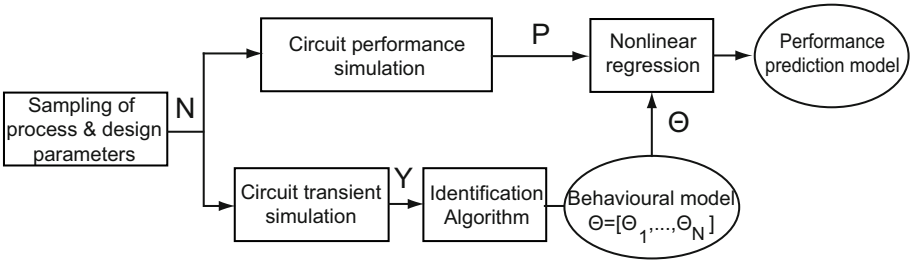 Sampling of
process & design
parameters
N
Circuit performance
simulation
P
Nonlinear
regression
Performance
prediction model
Θ
Circuit transient
simulation
Y
Identification
Algorithm
Behavioural model
Θ=[Θ1,...,ΘN]